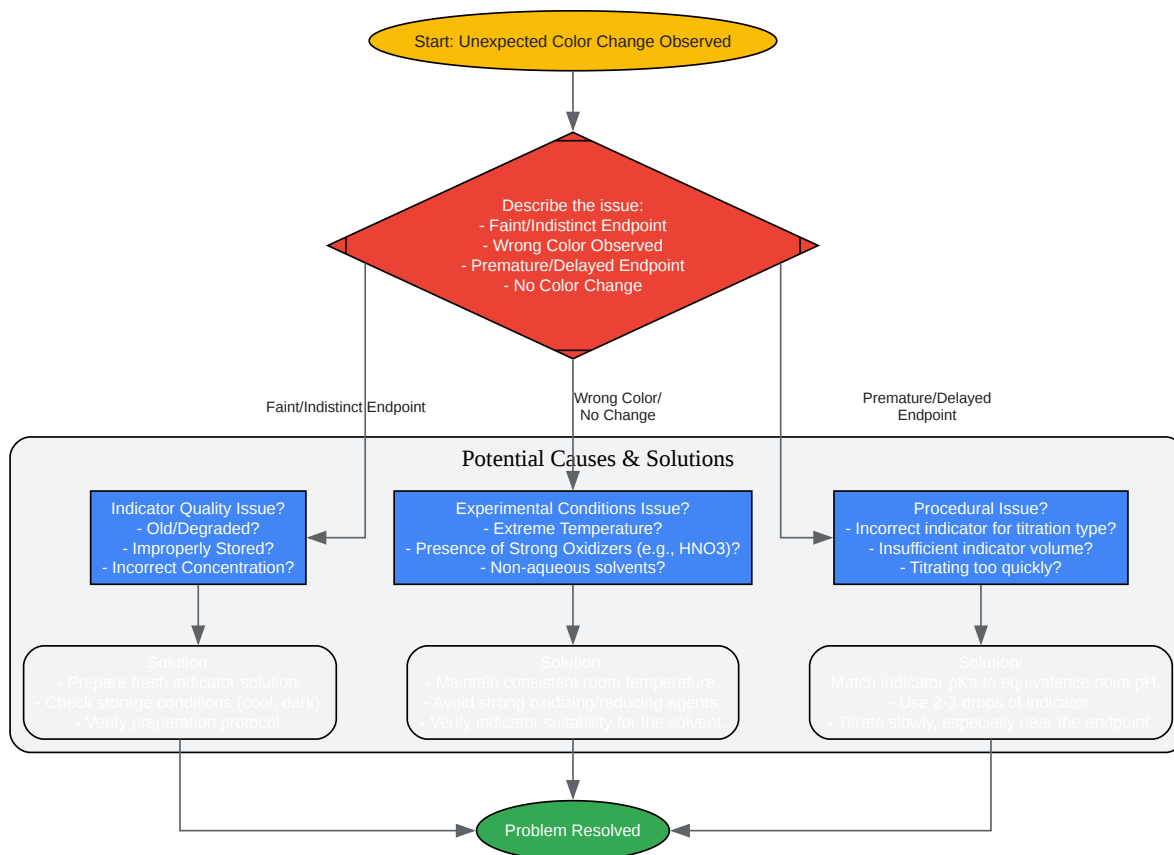 Start: Unexpected Color Change Observed
Describe the issue:
- Faint/Indistinct Endpoint
- Wrong Color Observed
- Premature/Delayed Endpoint
- No Color Change
Faint/Indistinct Endpoint
Wrong Color/
No Change
Premature/Delayed
Endpoint
Potential Causes & Solutions
Indicator Quality Issue?
- Old/Degraded?
- Improperly Stored?
- Incorrect Concentration?
Experimental Conditions Issue?
- Extreme Temperature?
- Presence of Strong Oxidizers (e.g., HNO3)?
- Non-aqueous solvents?
Procedural Issue?
- Incorrect indicator for titration type?
- Insufficient indicator volume?
- Titrating too quickly?
Solution:
- Prepare fresh indicator solution.
- Check storage conditions (cool, dark).
- Verify preparation protocol.
Solution:
- Maintain consistent room temperature.
- Avoid strong oxidizing/reducing agents.
- Verify indicator suitability for the solvent.
Solution:
- Match indicator pKa to equivalence point pH.
- Use 2-3 drops of indicator.
- Titrate slowly, especially near the endpoint.
Problem Resolved